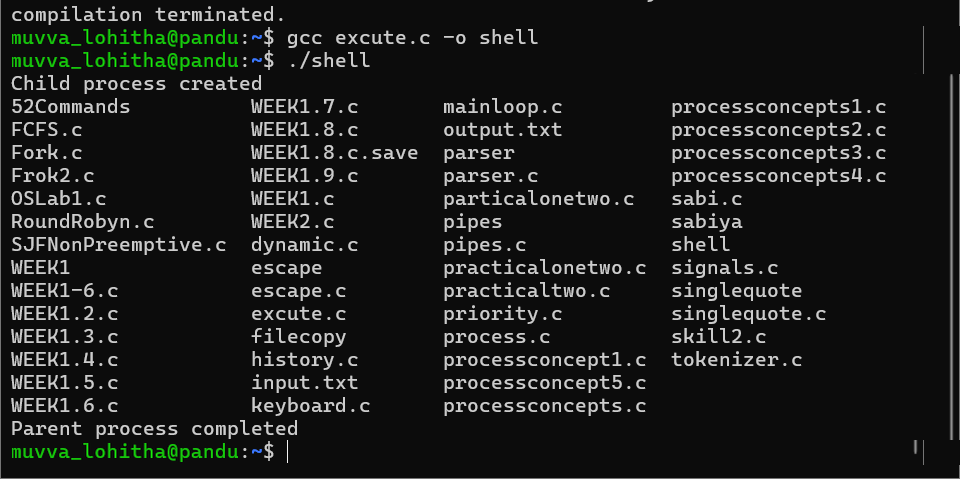 compilation terminated.
muvva_lohitha@pandu:~$ gcc excute.c -o shell
muvva_lohitha@pandu:~$ ./shell
Child process created
52Commands          WEEK1.7.c       mainloop.c          processconcepts1.c
FCFS.c              WEEK1.8.c       output.txt          processconcepts2.c
Fork.c              WEEK1.8.c.save  parser              processconcepts3.c
Frok2.c             WEEK1.9.c       parser.c            processconcepts4.c
OSLab1.c            WEEK1.c         particalonetwo.c    sabi.c
RoundRobyn.c        WEEK2.c         pipes               sabiya
SJFNonPreemptive.c  dynamic.c       pipes.c             shell
WEEK1               escape          practicalonetwo.c   signals.c
WEEK1-6.c           escape.c        practicaltwo.c      singlequote
WEEK1.2.c           excute.c        priority.c          singlequote.c
WEEK1.3.c           filecopy        process.c           skill2.c
WEEK1.4.c           history.c       processconcept1.c   tokenizer.c
WEEK1.5.c           input.txt       processconcept5.c
WEEK1.6.c           keyboard.c      processconcepts.c
Parent process completed
muvva_lohitha@pandu:~$